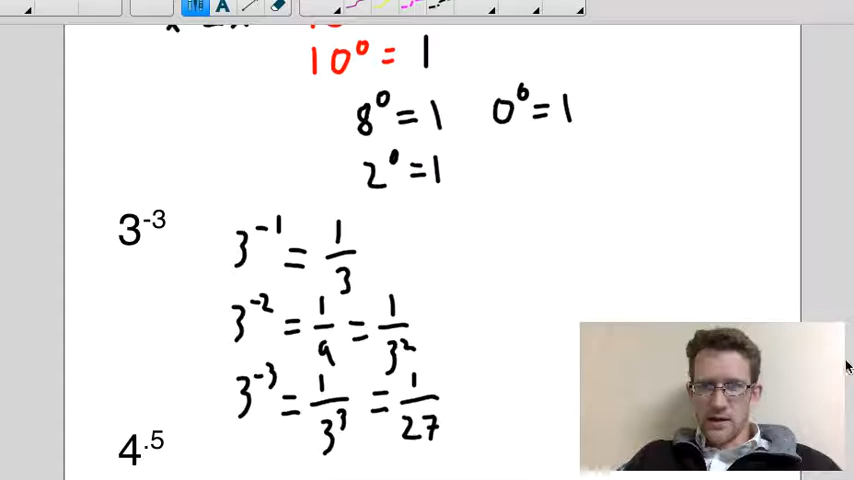 10⁰ = 1
8⁰ = 1 0⁰ = 1
2⁰ = 1
3⁻³ 3⁻¹ = 1/3
3⁻² = 1/9 = 1/3²
3⁻³ = 1/3³ = 1/27
4^.5